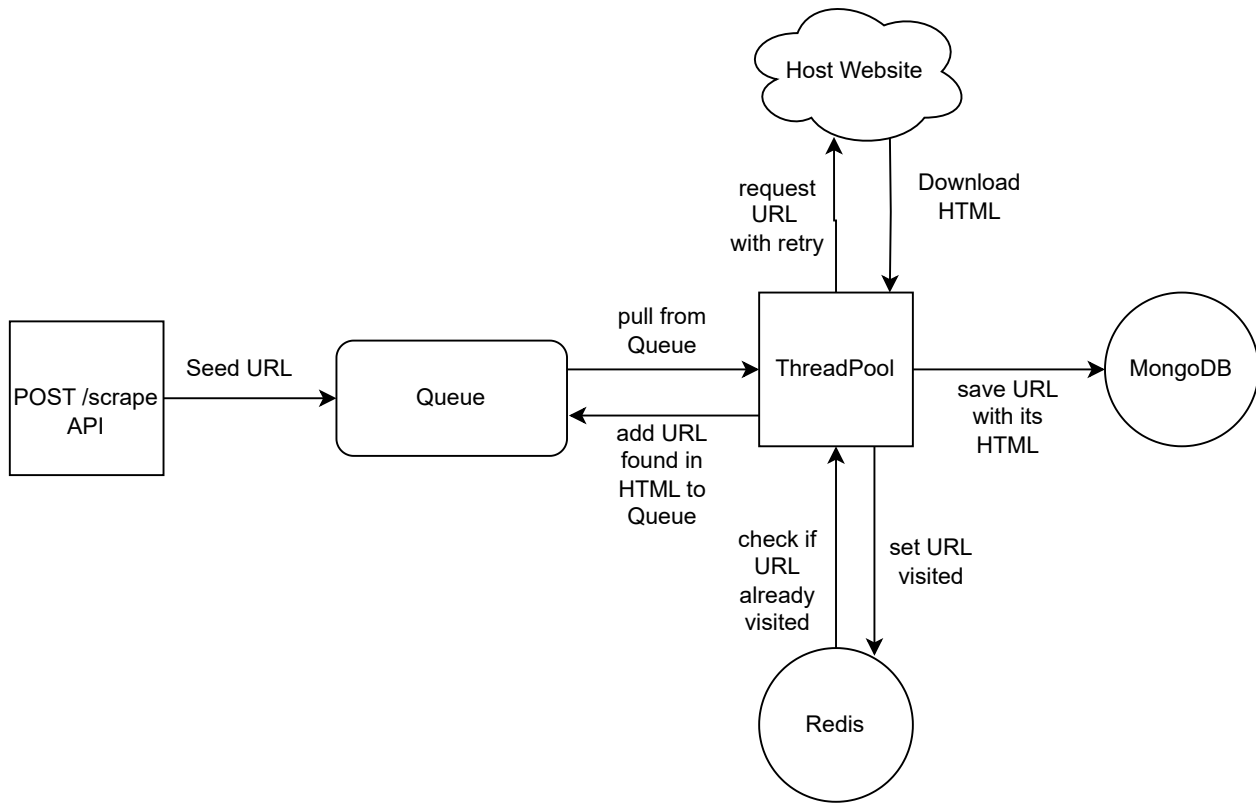 Host Website
request
URL
with retry
Download
HTML
POST /scrape
API
Seed URL
Queue
pull from
Queue
add URL
found in
HTML to
Queue
ThreadPool
save URL
with its
HTML
MongoDB
check if
URL
already
visited
set URL
visited
Redis